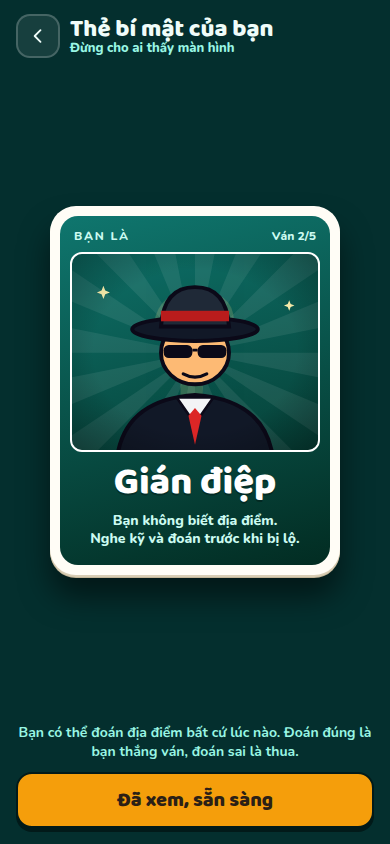 Thẻ bí mật của bạn
Đừng cho ai thấy màn hình
BẠN LÀ
Ván 2/5
Gián điệp
Bạn không biết địa điểm.
Nghe kỹ và đoán trước khi bị lộ.
Bạn có thể đoán địa điểm bất cứ lúc nào. Đoán đúng là
bạn thắng ván, đoán sai là thua.
Đã xem, sẵn sàng